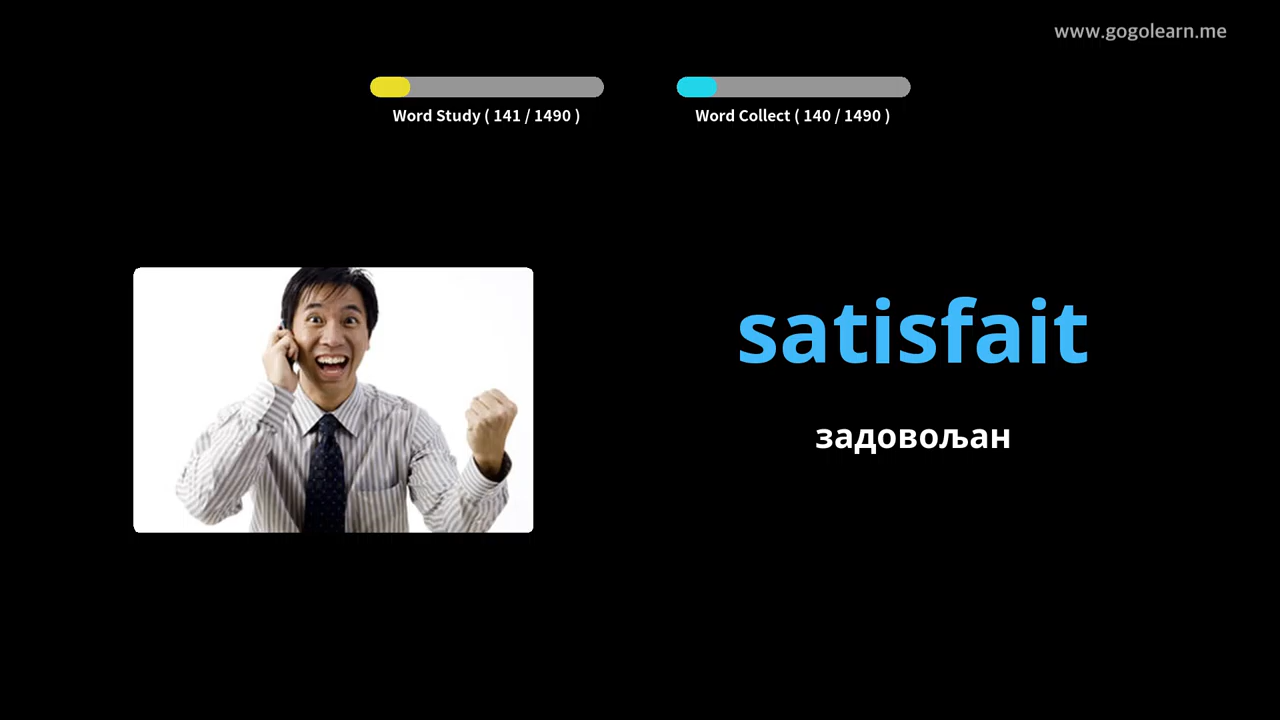 www.gogolearn.me
Word Study ( 141 / 1490 )
Word Collect ( 140 / 1490 )
satisfait
задовољан